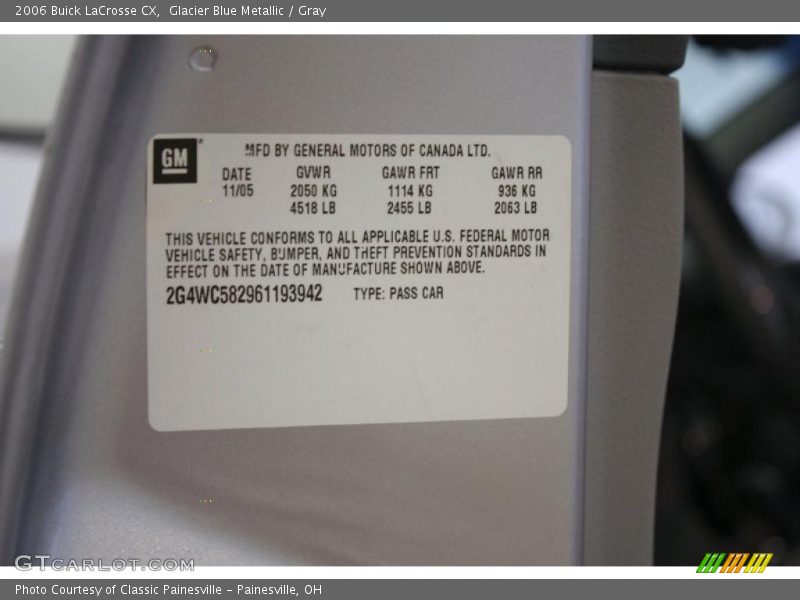 2006 Buick LaCrosse CX,  Glacier Blue Metallic / Gray
GM
MFD BY GENERAL MOTORS OF CANADA LTD.
DATE GVWR GAWR FRT GAWR RR
11/05 2050 KG 1114 KG 936 KG
4518 LB 2455 LB 2063 LB
THIS VEHICLE CONFORMS TO ALL APPLICABLE U.S. FEDERAL MOTOR
VEHICLE SAFETY, BUMPER, AND THEFT PREVENTION STANDARDS IN
EFFECT ON THE DATE OF MANUFACTURE SHOWN ABOVE.
2G4WC582961193942 TYPE: PASS CAR
GTcarlot.com
Photo Courtesy of Classic Painesville - Painesville, OH